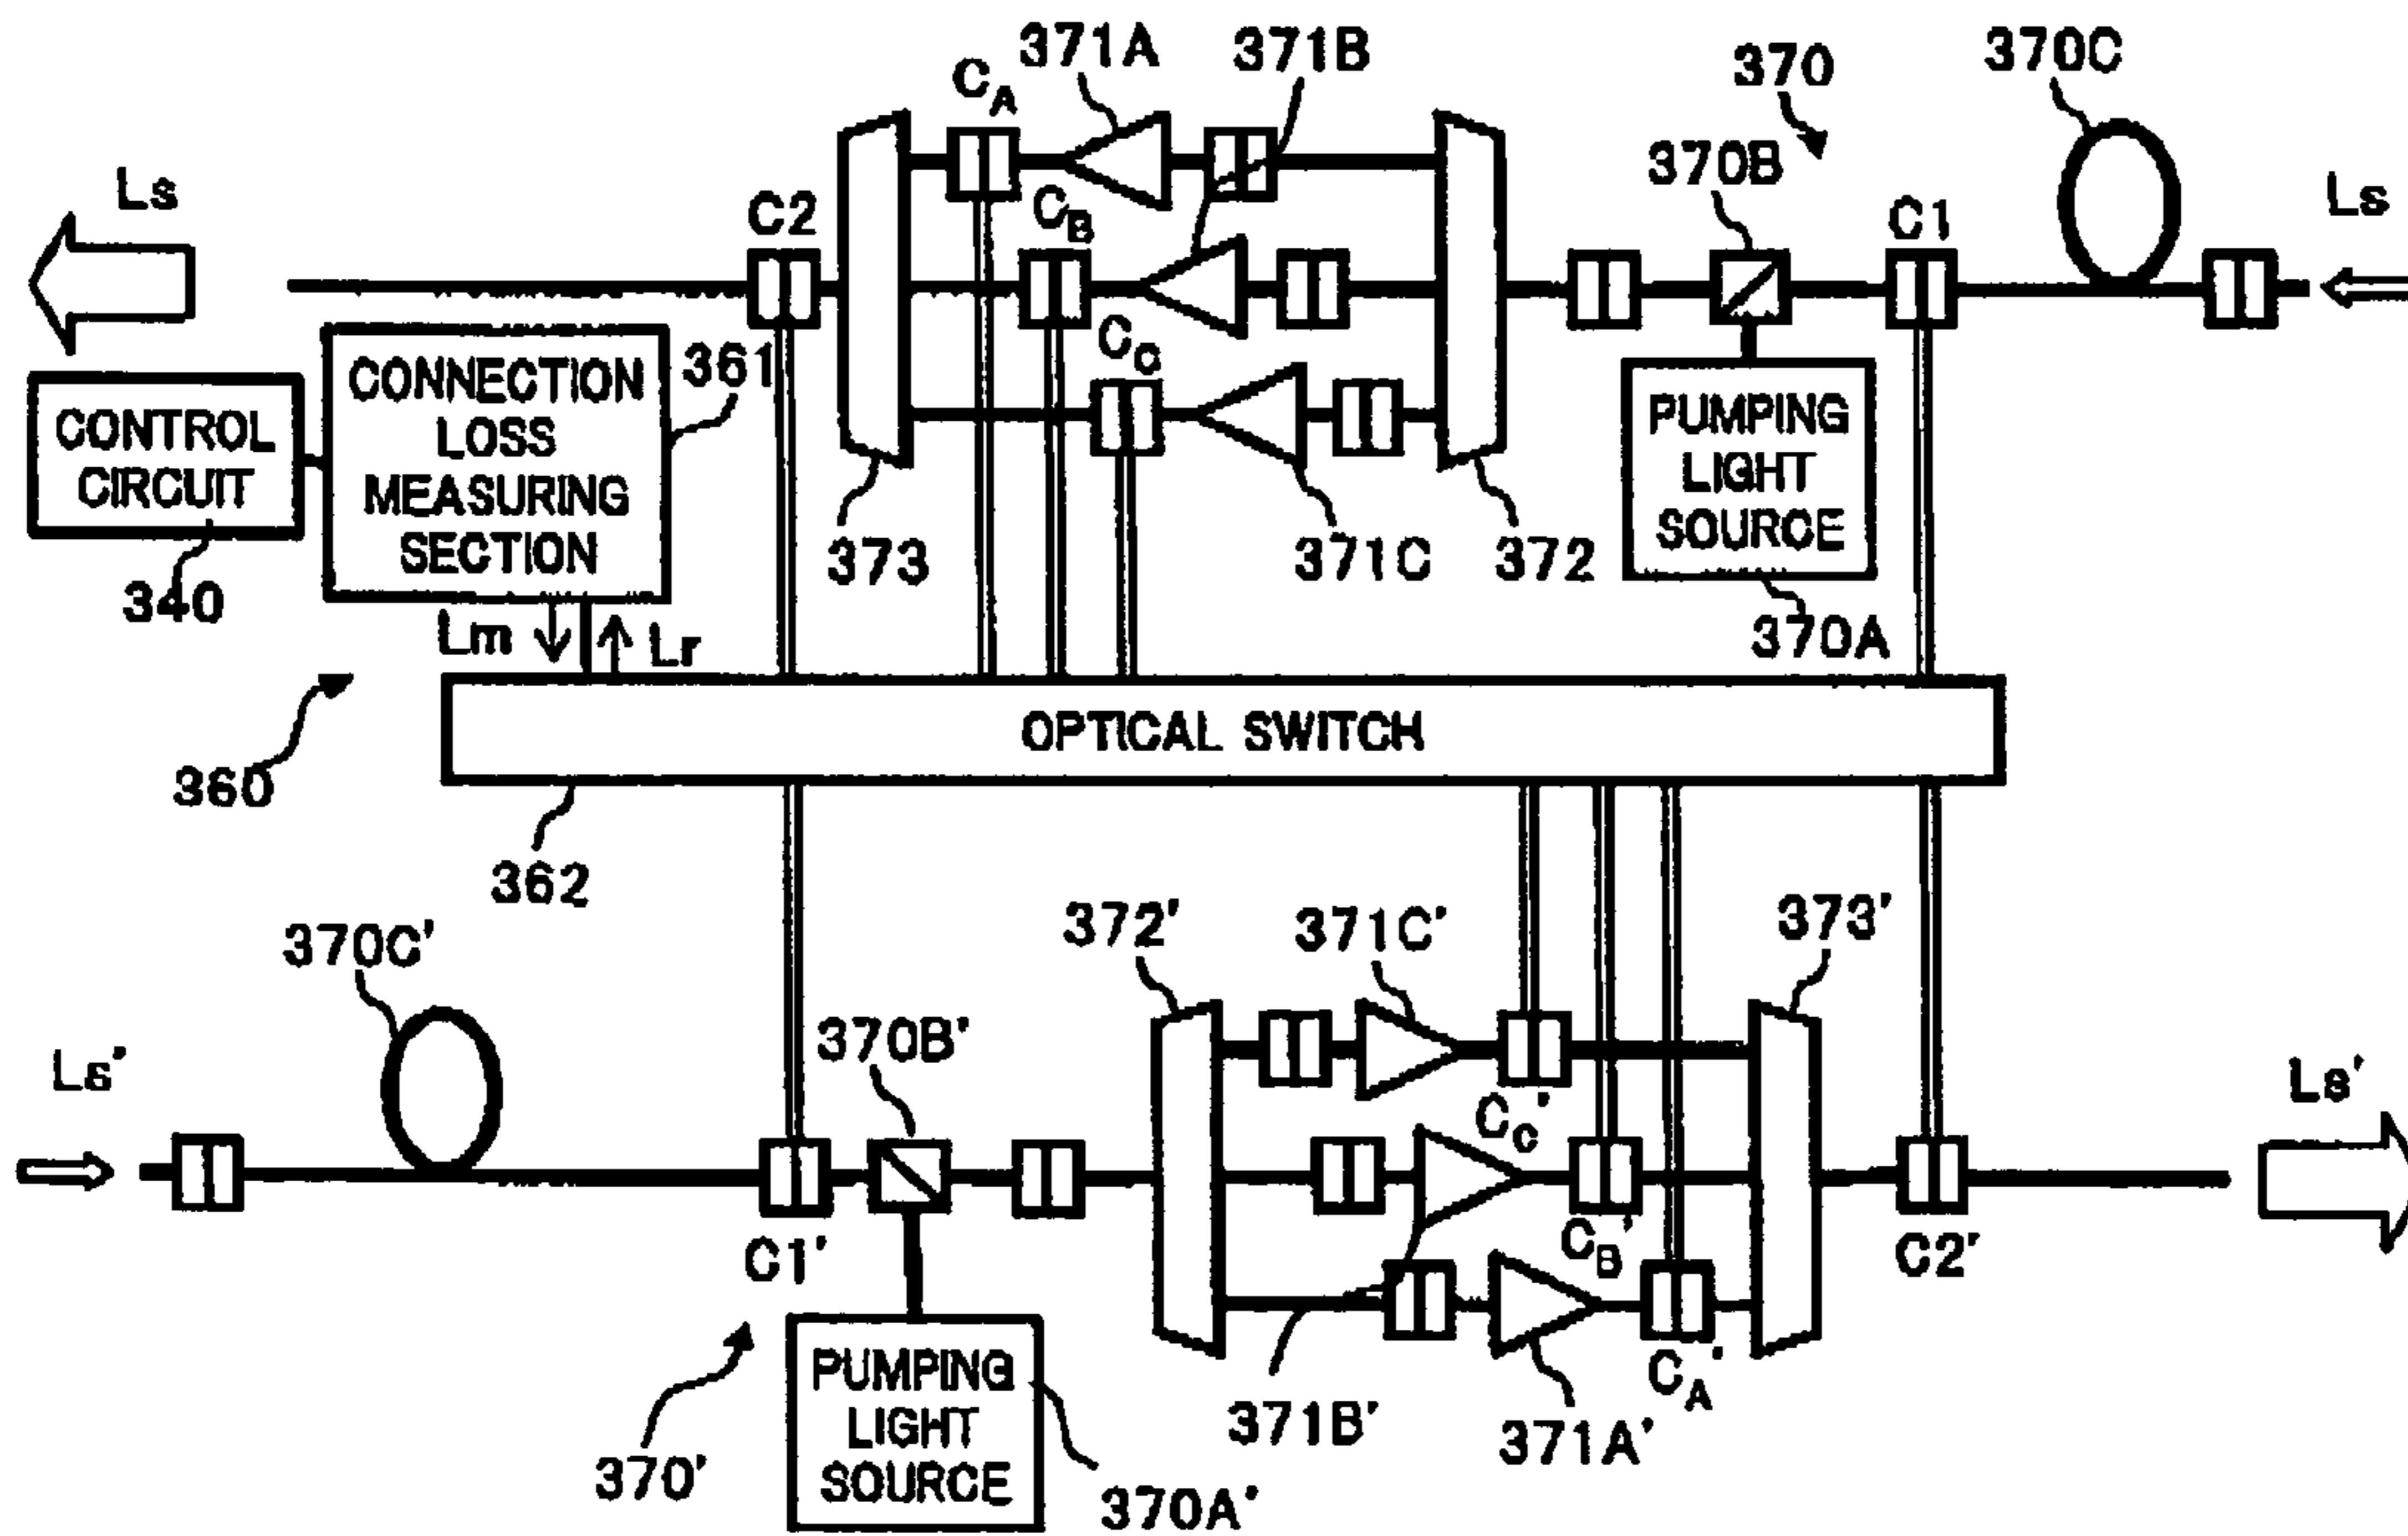 371A
371B
370
370C
CA
Ls
C2
CB
370B
C1
Ls
CC
CONNECTION
LOSS
MEASURING
SECTION
361
CONTROL
CIRCUIT
PUMPING
LIGHT
SOURCE
373
371C
372
340
370A
Lm
Lr
360
OPTICAL SWITCH
362
370C'
372'
371C'
373'
370B'
Ls'
Ls'
CC'
C1'
CB'
C2'
370'
PUMPING
LIGHT
SOURCE
371B'
CA'
371A'
370A'